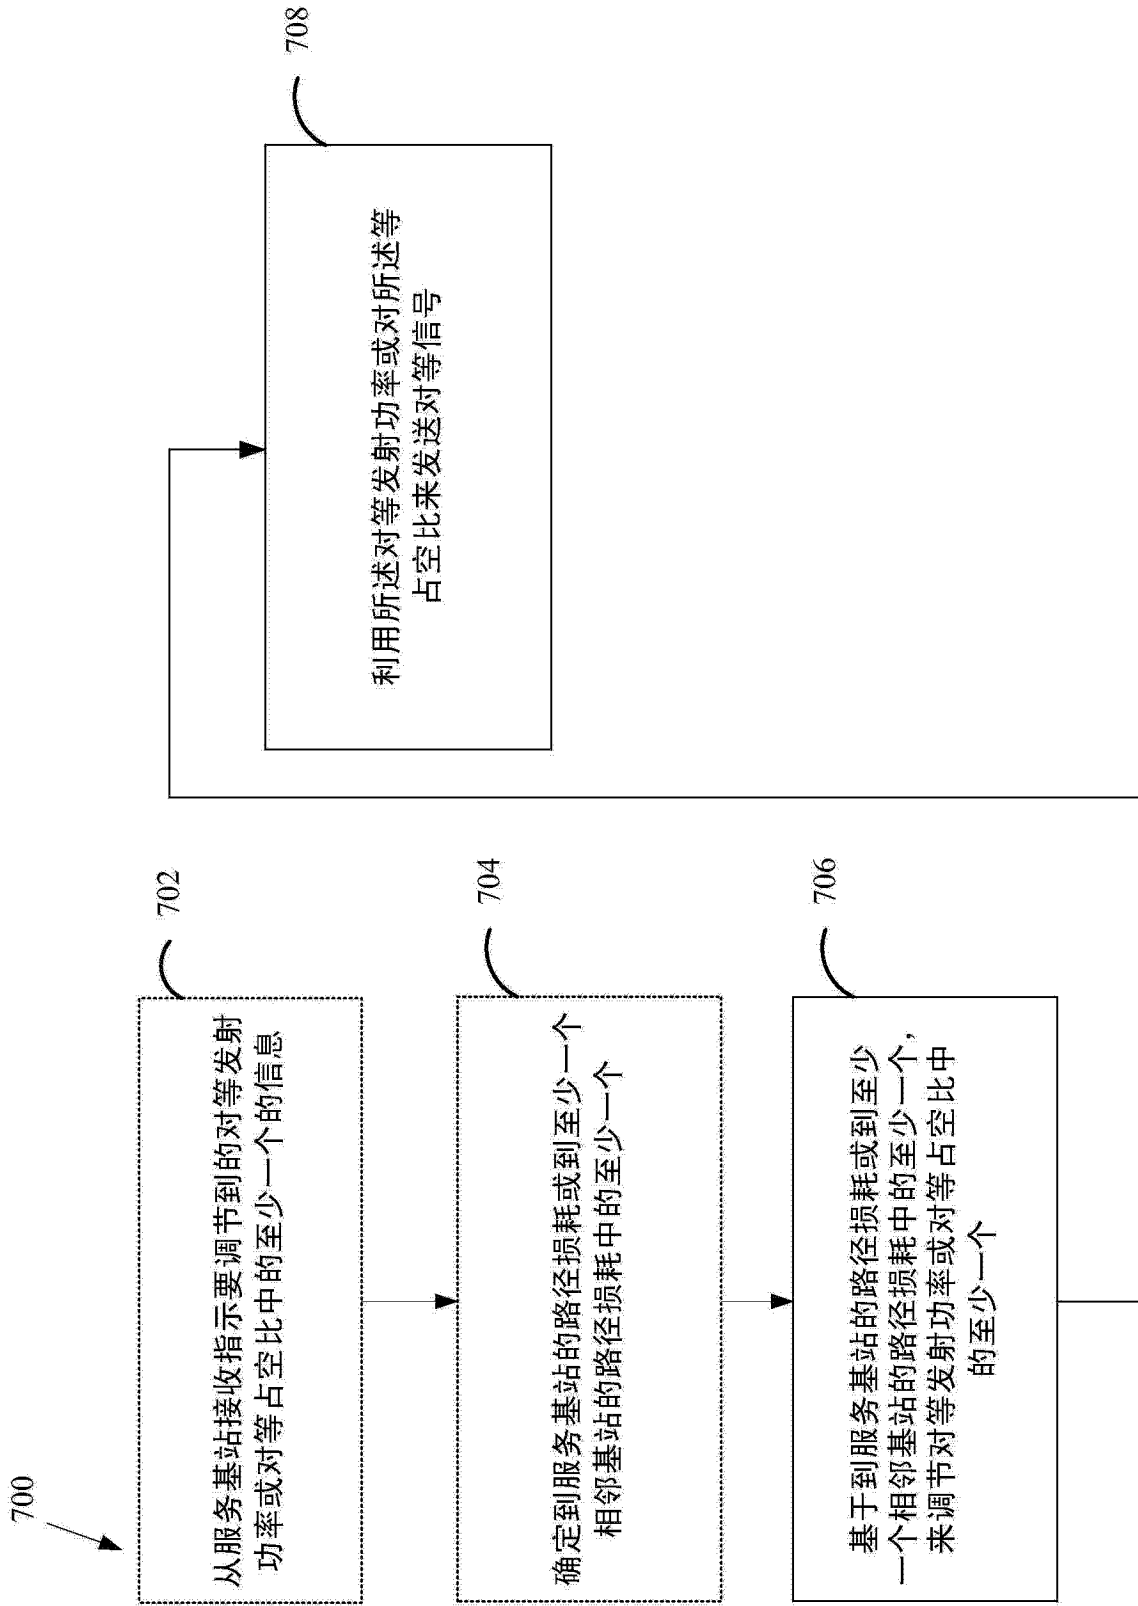 700
702
从服务基站接收指示要调节到的对等发射
功率或对等占空比中的至少一个的信息
704
确定到服务基站的路径损耗或到至少一个
相邻基站的路径损耗中的至少一个
706
基于到服务基站的路径损耗或到至少
一个相邻基站的路径损耗中的至少一个，
来调节对等发射功率或对等占空比中
的至少一个
708
利用所述对等发射功率或对所述等
占空比来发送对等信号